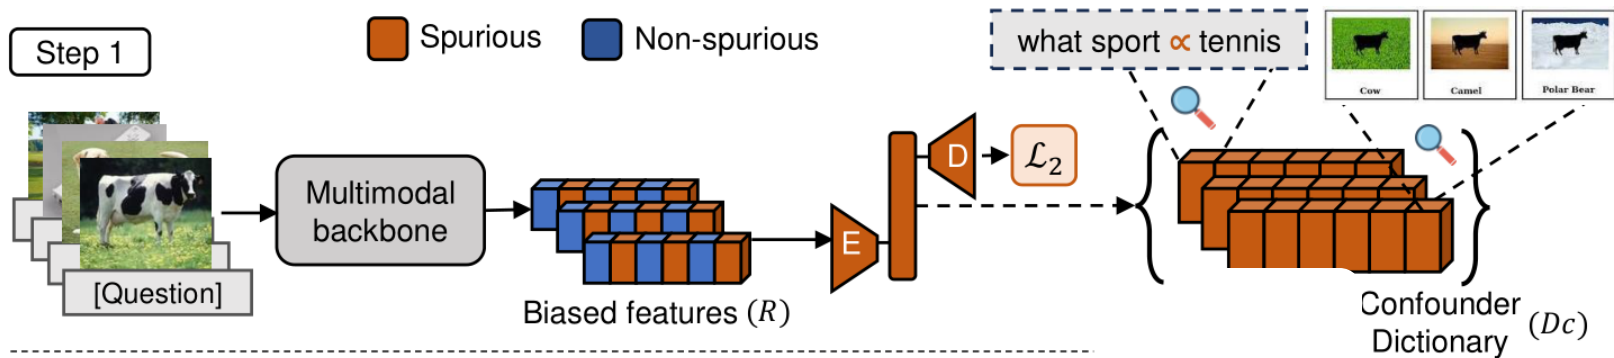 Step 1
Spurious
Non-spurious
what sport ∝ tennis
Cow
Camel
Polar Bear
[Question]
Multimodal
backbone
Biased features (R)
E
D
ℒ₂
Confounder
Dictionary (Dc)